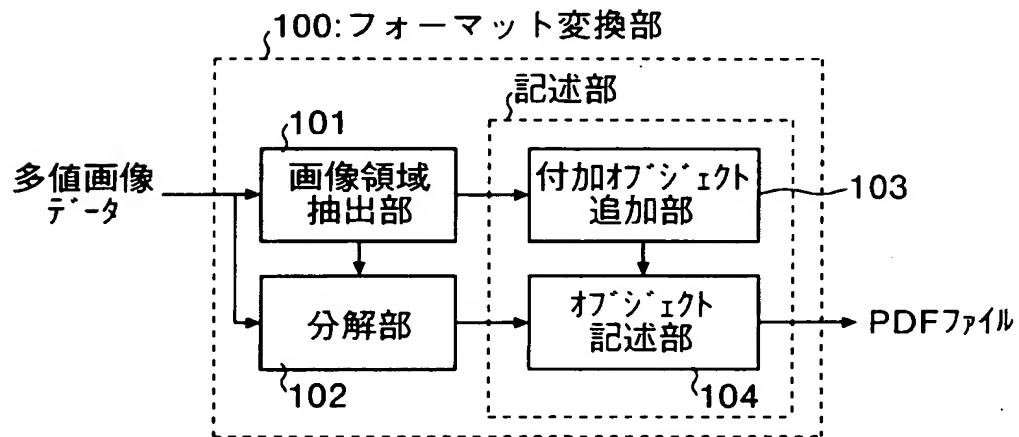 100:フォーマット変換部
記述部
101
多値画像
データ
画像領域
抽出部
付加オブジェクト
追加部
103
分解部
オブジェクト
記述部
PDFファイル
102
104